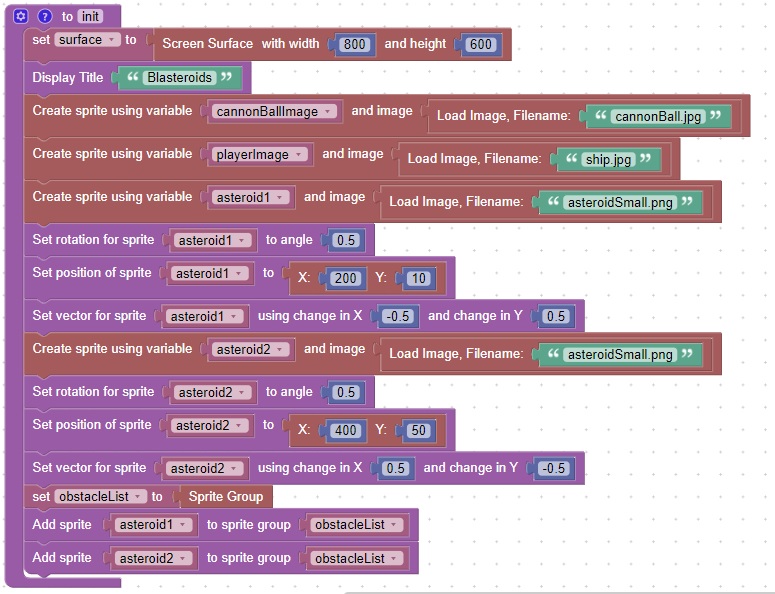 ? to init
set surface to Screen Surface with width 800 and height 600
Display Title “ Blasteroids ”
Create sprite using variable cannonBallImage and image Load Image, Filename: “ cannonBall.jpg ”
Create sprite using variable playerImage and image Load Image, Filename: “ ship.jpg ”
Create sprite using variable asteroid1 and image Load Image, Filename: “ asteroidSmall.png ”
Set rotation for sprite asteroid1 to angle 0.5
Set position of sprite asteroid1 to X: 200 Y: 10
Set vector for sprite asteroid1 using change in X -0.5 and change in Y 0.5
Create sprite using variable asteroid2 and image Load Image, Filename: “ asteroidSmall.png ”
Set rotation for sprite asteroid2 to angle 0.5
Set position of sprite asteroid2 to X: 400 Y: 50
Set vector for sprite asteroid2 using change in X 0.5 and change in Y -0.5
set obstacleList to Sprite Group
Add sprite asteroid1 to sprite group obstacleList
Add sprite asteroid2 to sprite group obstacleList